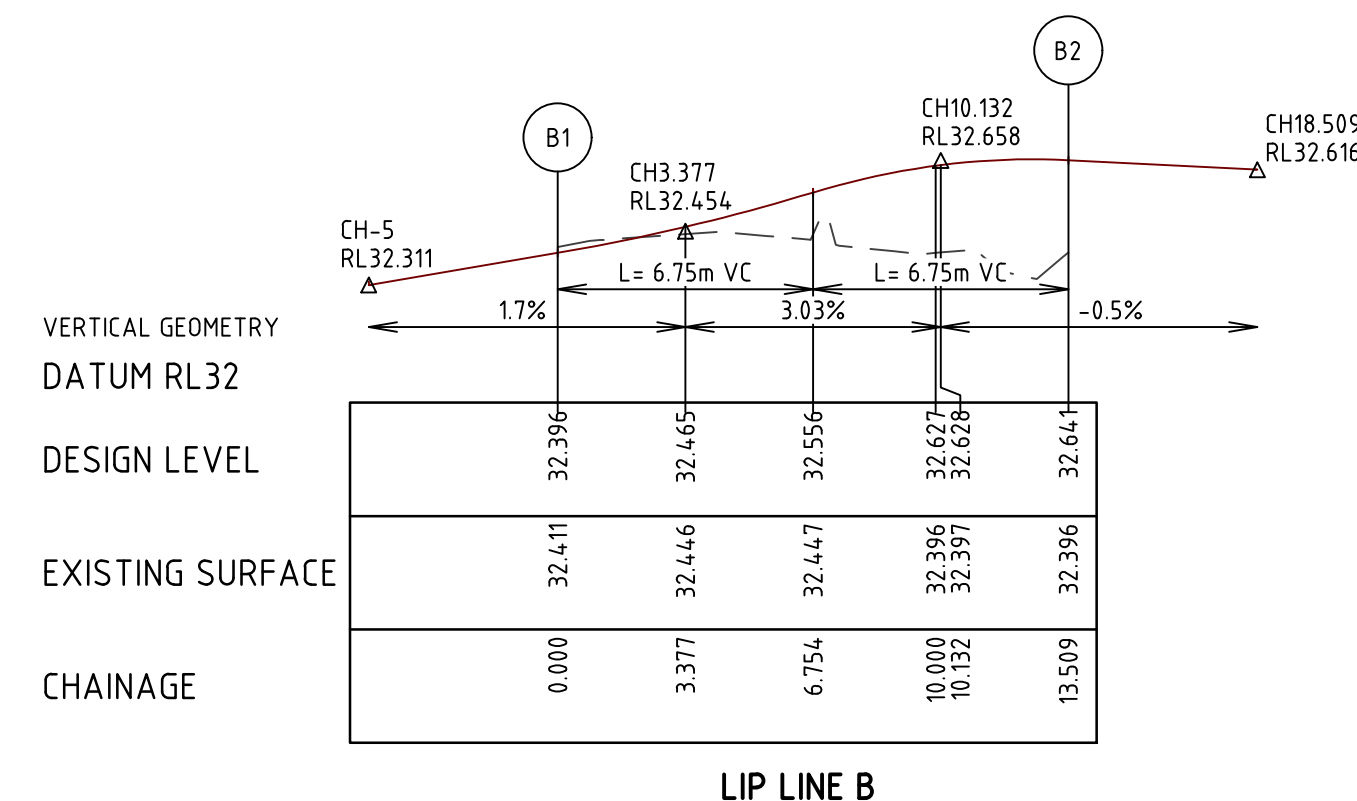 B2
B1
CH10.132
RL32.658
CH18.509
RL32.616
CH3.377
RL32.454
CH-5
RL32.311
L= 6.75m VC
L= 6.75m VC
1.7%
3.03%
-0.5%
VERTICAL GEOMETRY
DATUM RL32
DESIGN LEVEL
32.396
32.465
32.556
32.627
32.628
32.641
EXISTING SURFACE
32.411
32.446
32.447
32.396
32.397
32.396
CHAINAGE
0.000
3.377
6.754
10.000
10.132
13.509
LIP LINE B